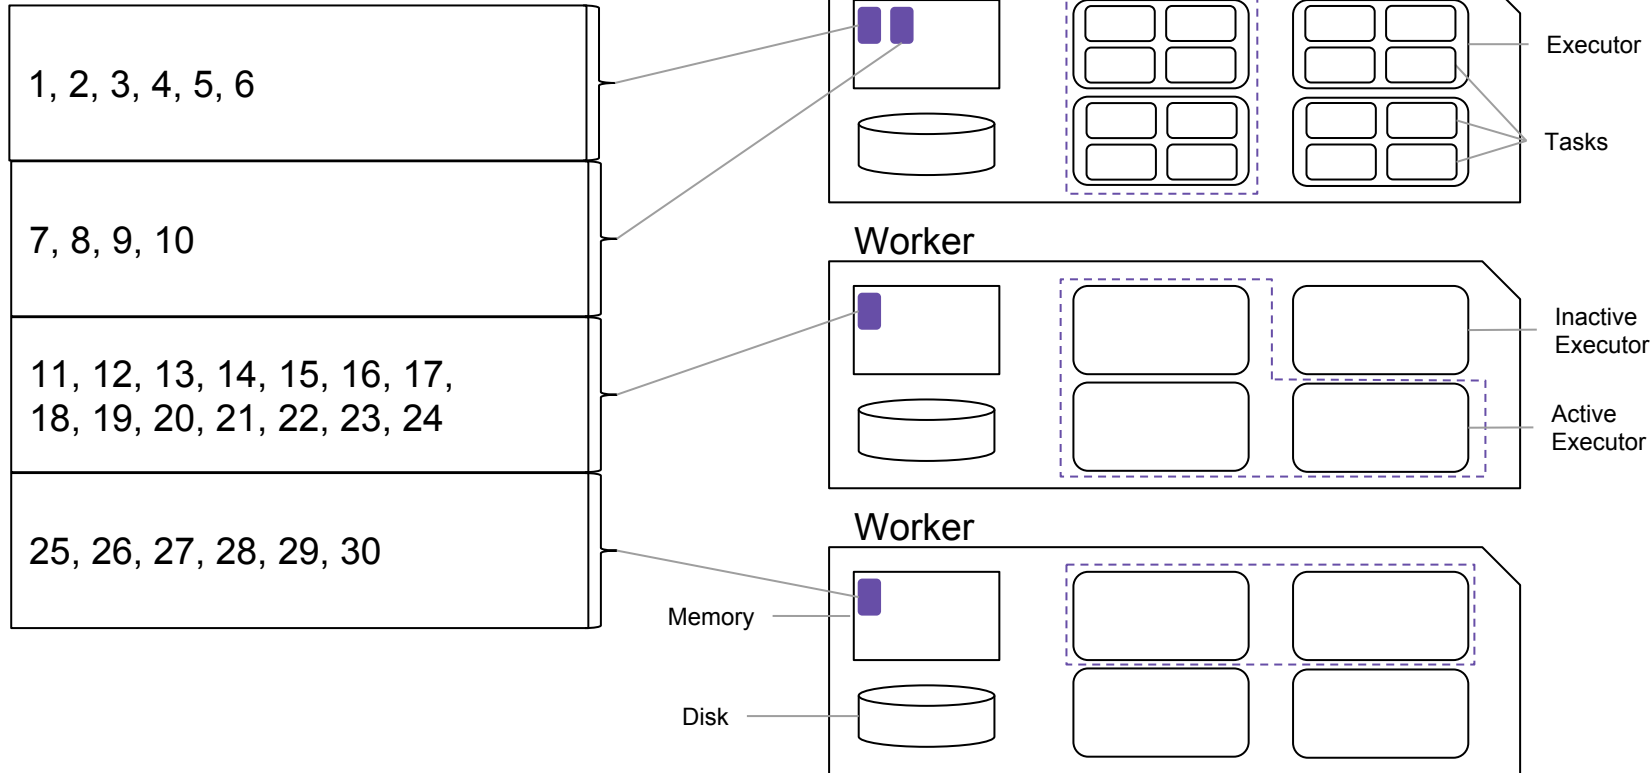 1, 2, 3, 4, 5, 6
7, 8, 9, 10
11, 12, 13, 14, 15, 16, 17,
18, 19, 20, 21, 22, 23, 24
25, 26, 27, 28, 29, 30
Executor
Tasks
Worker
Inactive
Executor
Active
Executor
Worker
Memory
Disk